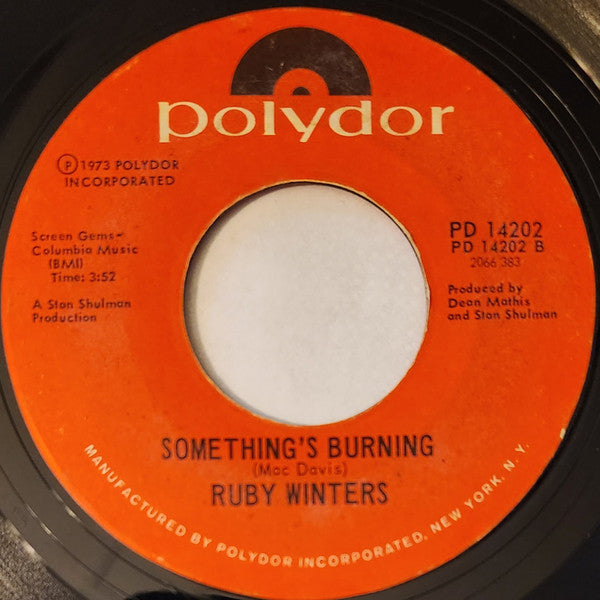 polydor
Ⓟ 1973 POLYDOR
INCORPORATED
Screen Gems-
Columbia Music
(BMI)
Time: 3:52
A Stan Shulman
Production
PD 14202
PD 14202 B
2066 383
Produced by
Dean Mathis
and Stan Shulman
SOMETHING'S BURNING
(Mac Davis)
RUBY WINTERS
MANUFACTURED BY POLYDOR INCORPORATED, NEW YORK, N. Y.